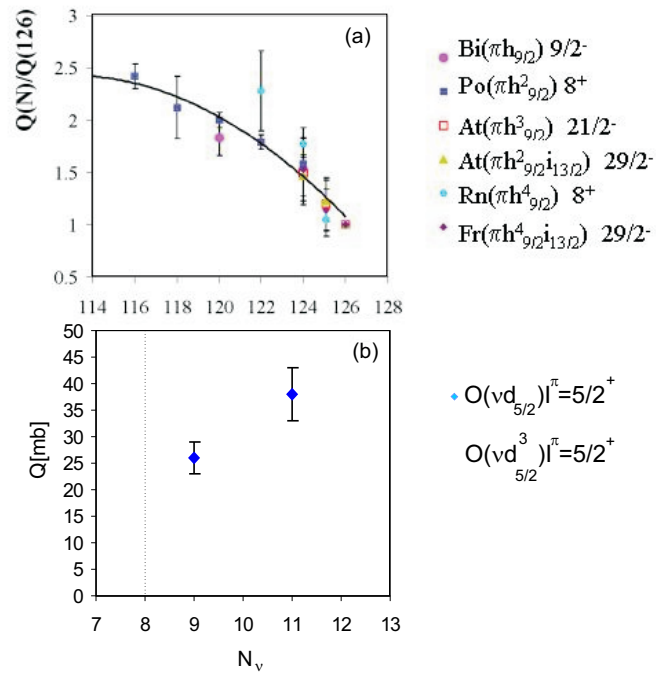 (a)
Q(N)/Q(126)
3
2.5
2
1.5
1
0.5
114 116 118 120 122 124 126 128
Bi(πh9/2) 9/2-
Po(πh²9/2) 8+
At(πh³9/2) 21/2-
At(πh²9/2i13/2) 29/2-
Rn(πh⁴9/2) 8+
Fr(πh⁴9/2i13/2) 29/2-
(b)
Q[mb]
50
45
40
35
30
25
20
15
10
5
0
7 8 9 10 11 12 13
Nν
O(νd5/2)Iπ=5/2+
O(νd³5/2)Iπ=5/2+